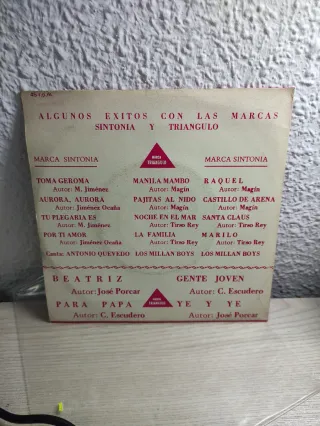 ALGUNOS EXITOS CON LAS MARCAS
SINTONIA Y TRIANGULO
MARCA SINTONIA
MARCA TRIANGULO
MARCA SINTONIA
TOMA GEROMA
Autor: M. Jiménez
AURORA, AURORA
Autor: Jiménez Ocaña
TU PLEGARIA ES
Autor: M. Jiménez
POR TI AMOR
Autor: Jiménez Ocaña
Canta: ANTONIO QUEVEDO
MANILA MAMBO
Autor: Magín
PAJITAS AL NIDO
Autor: Magín
NOCHE EN EL MAR
Autor: Tirso Rey
LA FAMILIA
Autor: Tirso Rey
LOS MILLAN BOYS
RAQUEL
Autor: Magín
CASTILLO DE ARENA
Autor: Magín
SANTA CLAUS
Autor: Tirso Rey
MARILO
Autor: Tirso Rey
LOS MILLAN BOYS
BEATRIZ
Autor: José Porcar
MARCA TRIANGULO
GENTE JOVEN
Autor: C. Escudero
PARA PAPA
Autor: C. Escudero
YE Y YE
Autor: José Porcar